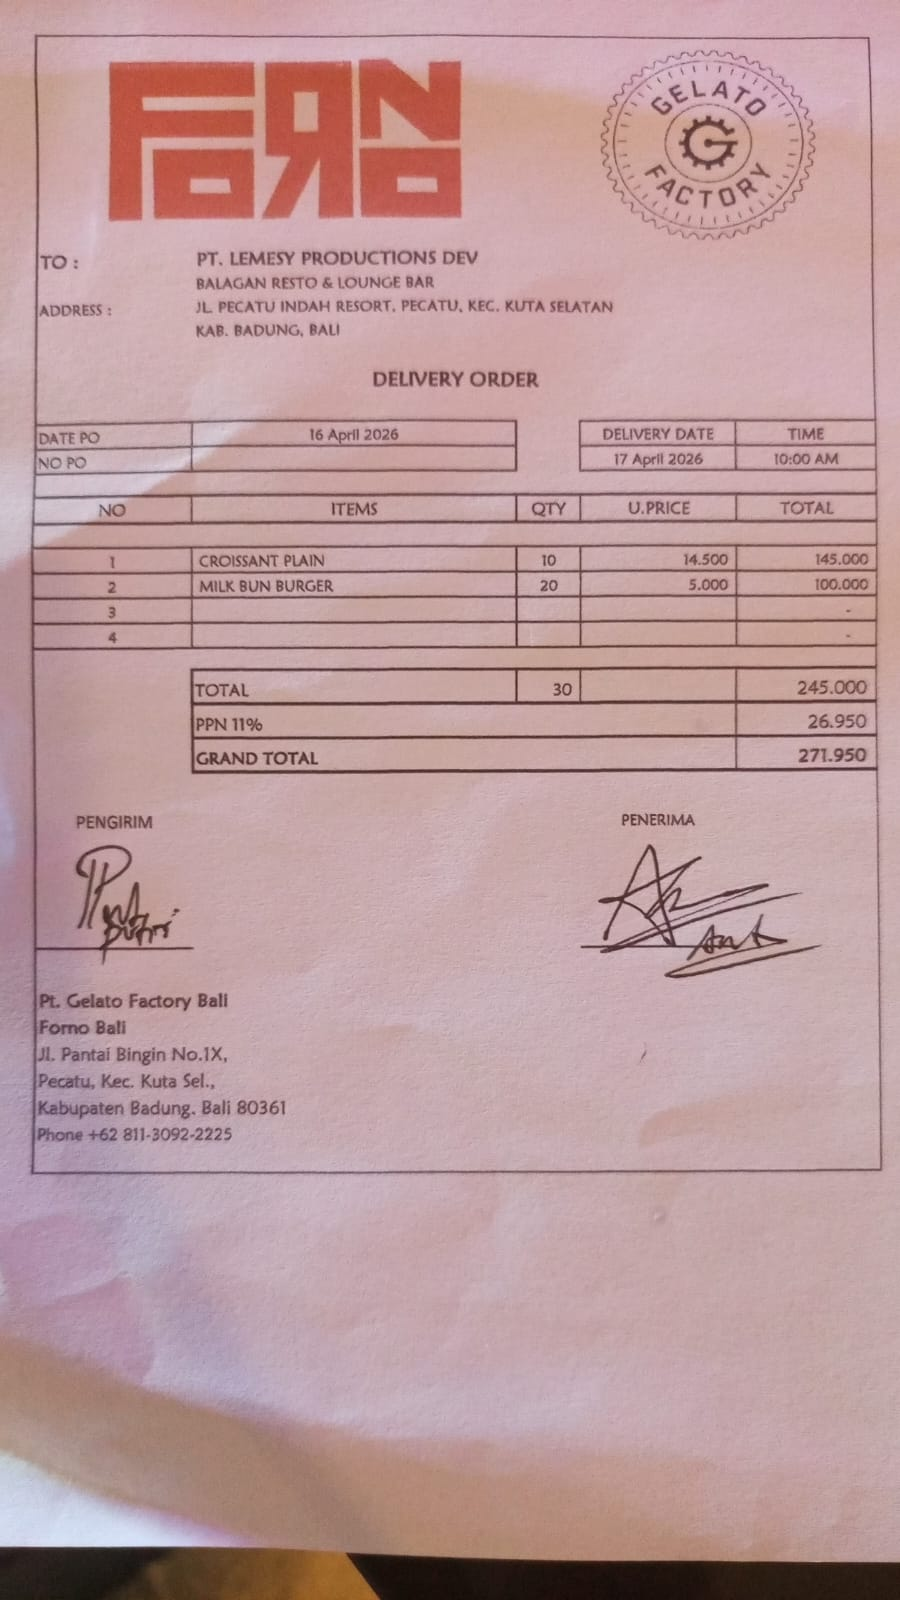 FORNO
GELATO FACTORY
G
TO : PT. LEMESY PRODUCTIONS DEV
BALAGAN RESTO & LOUNGE BAR
ADDRESS : JL. PECATU INDAH RESORT, PECATU, KEC. KUTA SELATAN
KAB. BADUNG, BALI
DELIVERY ORDER
DATE PO 16 April 2026 DELIVERY DATE TIME
NO PO 17 April 2026 10:00 AM
NO ITEMS QTY U.PRICE TOTAL
1 CROISSANT PLAIN 10 14.500 145.000
2 MILK BUN BURGER 20 5.000 100.000
3 -
4 -
TOTAL 30 245.000
PPN 11% 26.950
GRAND TOTAL 271.950
PENGIRIM PENERIMA
Pt. Gelato Factory Bali
Forno Bali
Jl. Pantai Bingin No.1X,
Pecatu, Kec. Kuta Sel.,
Kabupaten Badung, Bali 80361
Phone +62 811-3092-2225